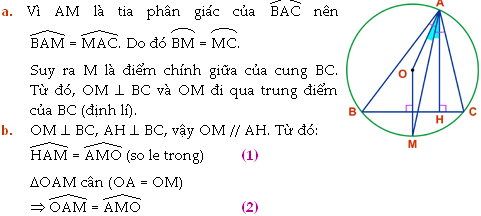 a. Vì AM là tia phân giác của BAC nên
BAM = MAC. Do đó BM = MC.
Suy ra M là điểm chính giữa của cung BC.
Từ đó, OM ⊥ BC và OM đi qua trung điểm
của BC (định lí).
b. OM ⊥ BC, AH ⊥ BC, vậy OM // AH. Từ đó:
HAM = AMO (so le trong) (1)
ΔOAM cân (OA = OM)
⇒ OAM = AMO (2)
A
O
B
H
C
M